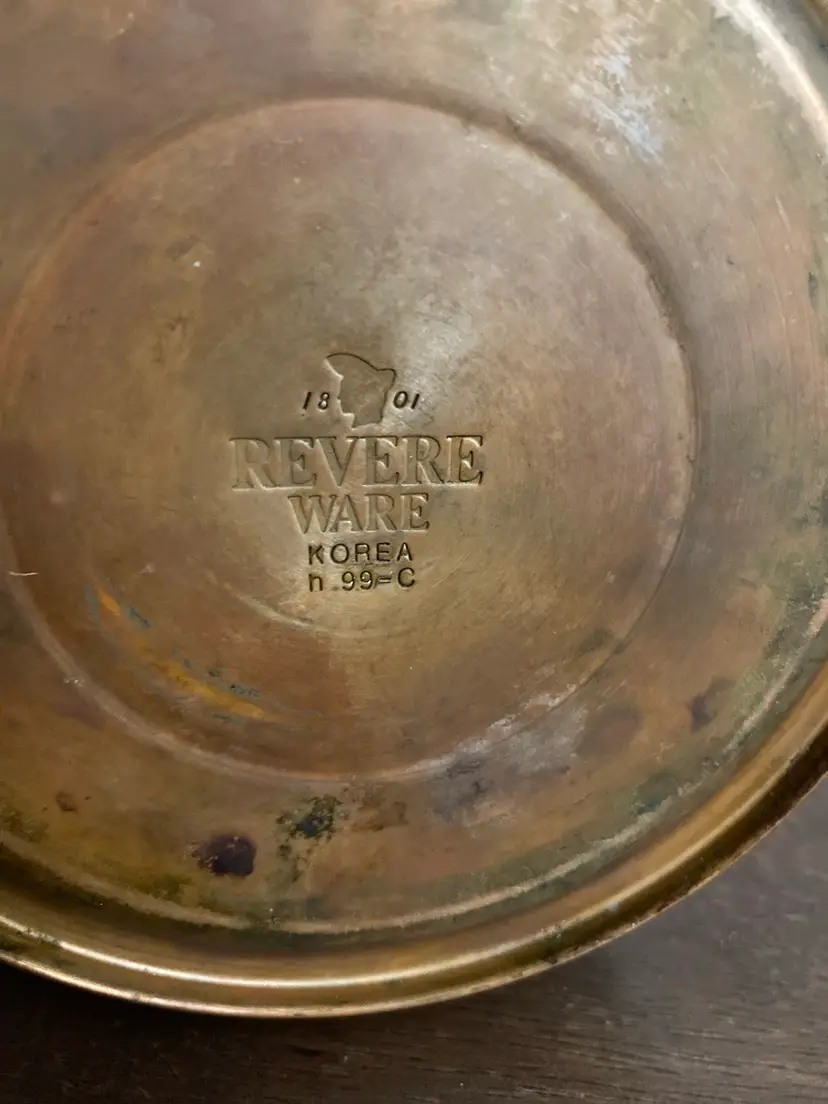 18 01
REVERE
WARE
KOREA
h 99=C